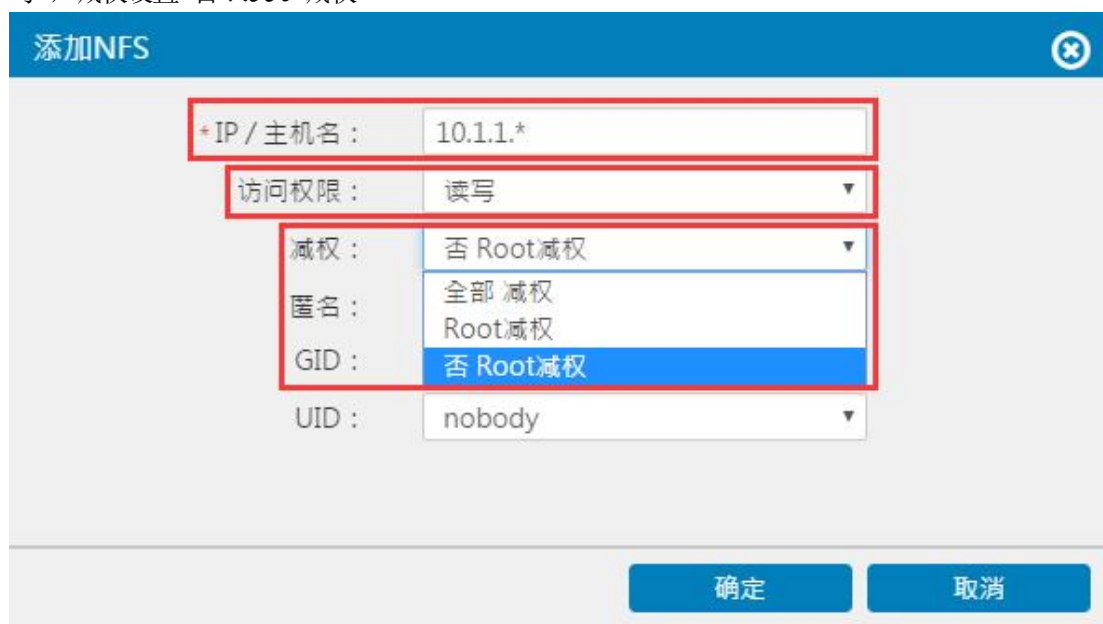 添加NFS
*IP / 主机名： 10.1.1.*
访问权限： 读写
减权： 否 Root减权
全部 减权
匿名：
Root减权
GID： 否 Root减权
UID： nobody
确定 取消